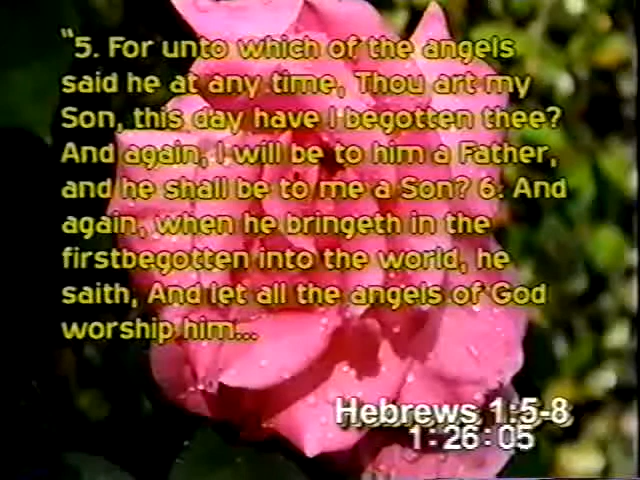 “5. For unto which of the angels
said he at any time, Thou art my
Son, this day have I begotten thee?
And again, I will be to him a Father,
and he shall be to me a Son? 6. And
again, when he bringeth in the
firstbegotten into the world, he
saith, And let all the angels of God
worship him...
Hebrews 1:5-8
1:26:05